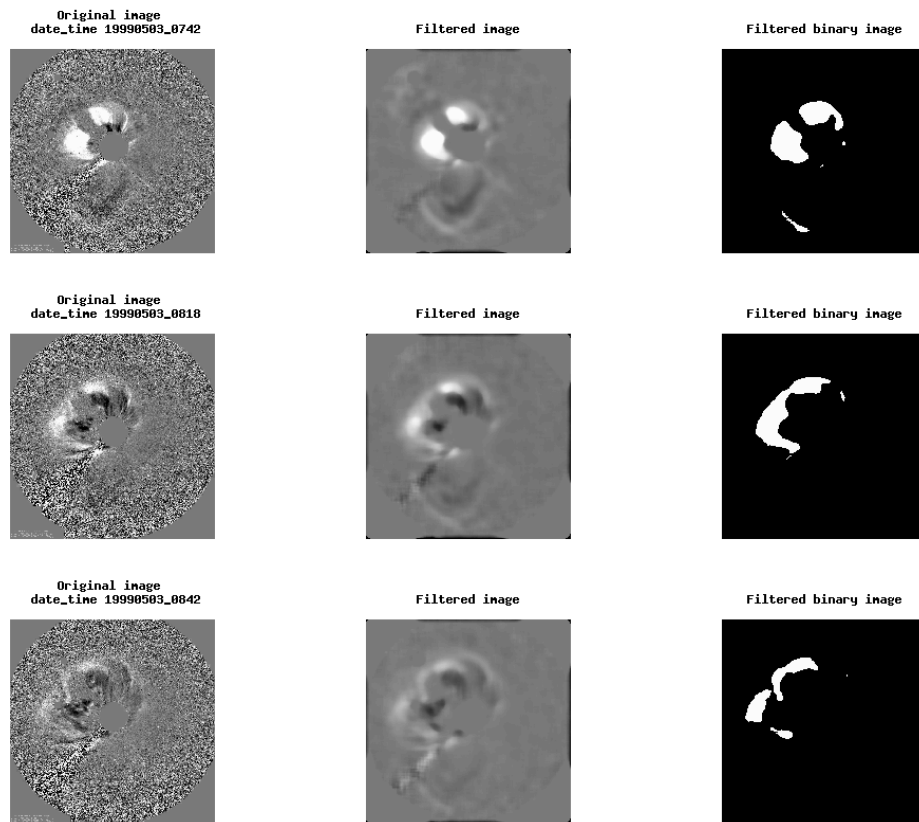 Original image
date_time 19990503_0742
Filtered image
Filtered binary image
Original image
date_time 19990503_0818
Filtered image
Filtered binary image
Original image
date_time 19990503_0842
Filtered image
Filtered binary image